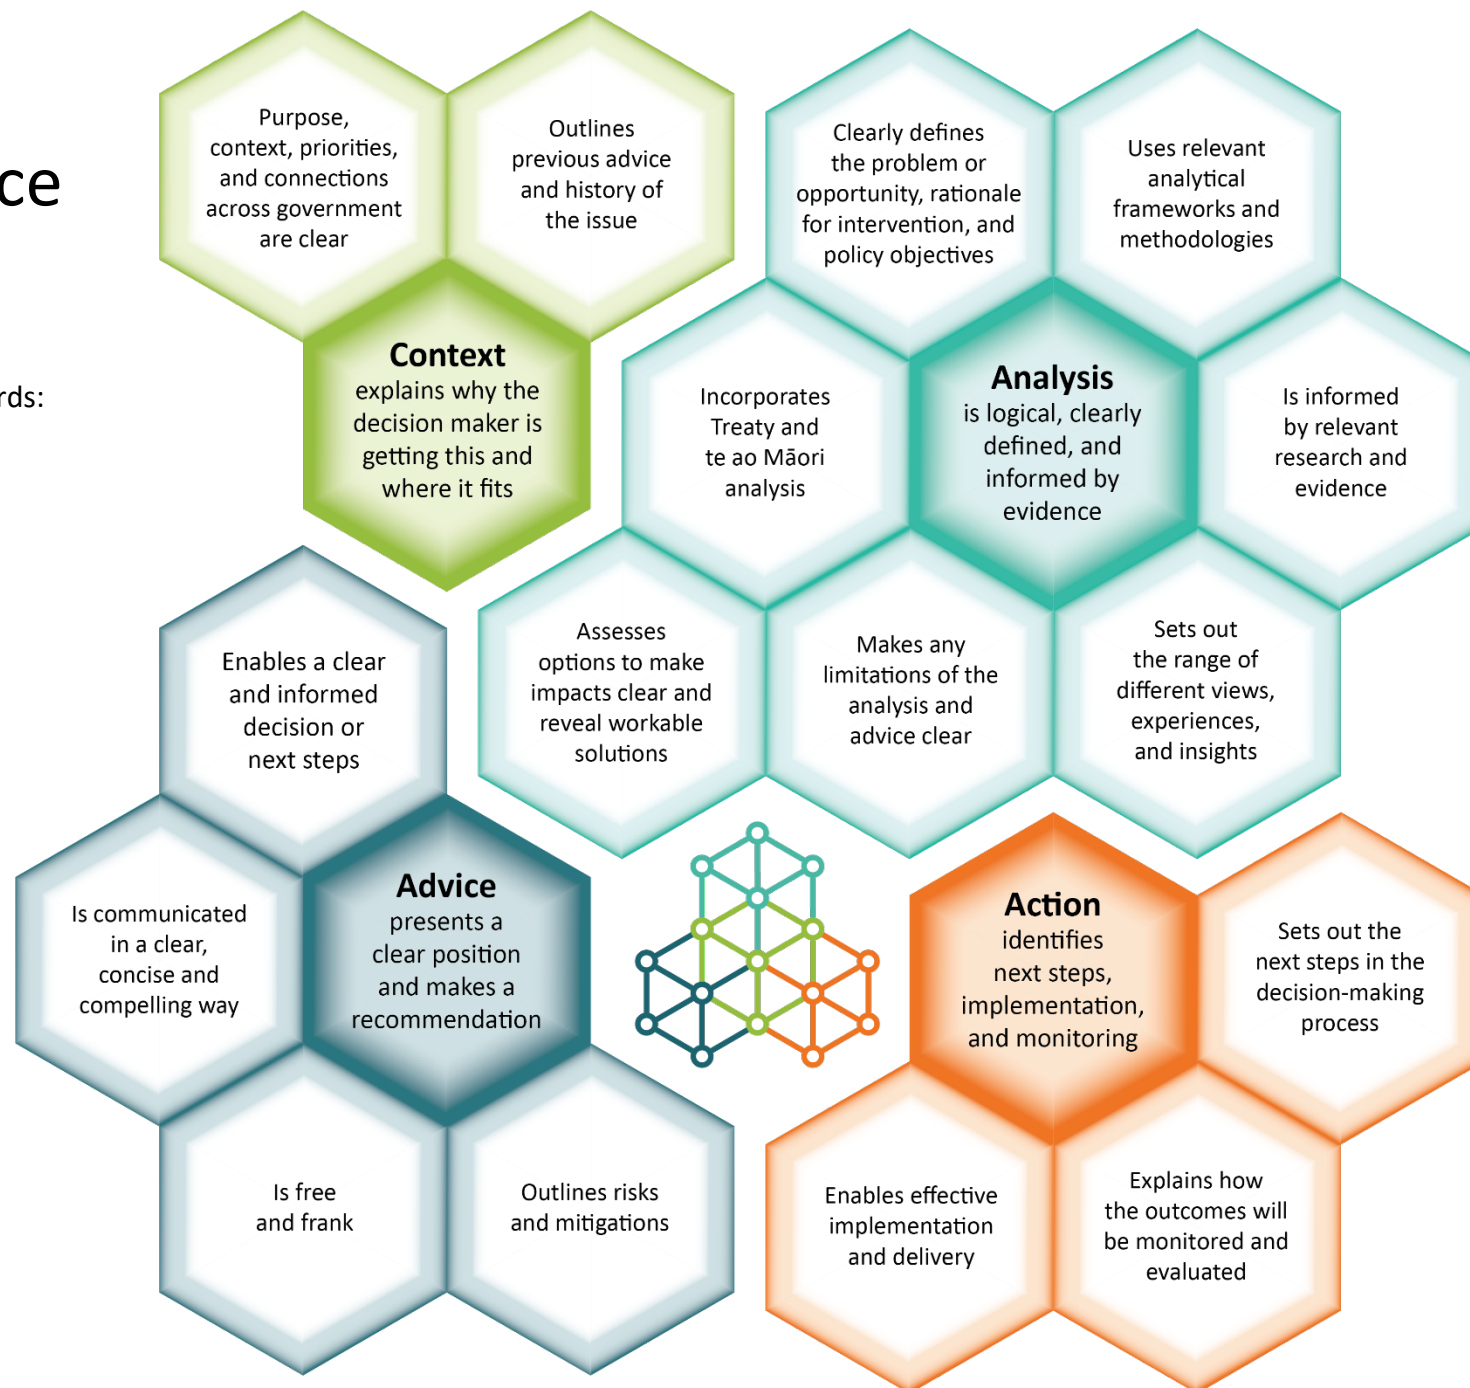 ce
rds:
Purpose,
context, priorities,
and connections
across government
are clear
Outlines
previous advice
and history of
the issue
Context
explains why the
decision maker is
getting this and
where it fits
Clearly defines
the problem or
opportunity, rationale
for intervention, and
policy objectives
Uses relevant
analytical
frameworks and
methodologies
Incorporates
Treaty and
te ao Māori
analysis
Analysis
is logical, clearly
defined, and
informed by
evidence
Is informed
by relevant
research and
evidence
Assesses
options to make
impacts clear and
reveal workable
solutions
Makes any
limitations of the
analysis and
advice clear
Sets out
the range of
different views,
experiences,
and insights
Enables a clear
and informed
decision or
next steps
Is communicated
in a clear,
concise and
compelling way
Advice
presents a
clear position
and makes a
recommendation
Is free
and frank
Outlines risks
and mitigations
Action
identifies
next steps,
implementation,
and monitoring
Sets out the
next steps in the
decision-making
process
Enables effective
implementation
and delivery
Explains how
the outcomes will
be monitored and
evaluated